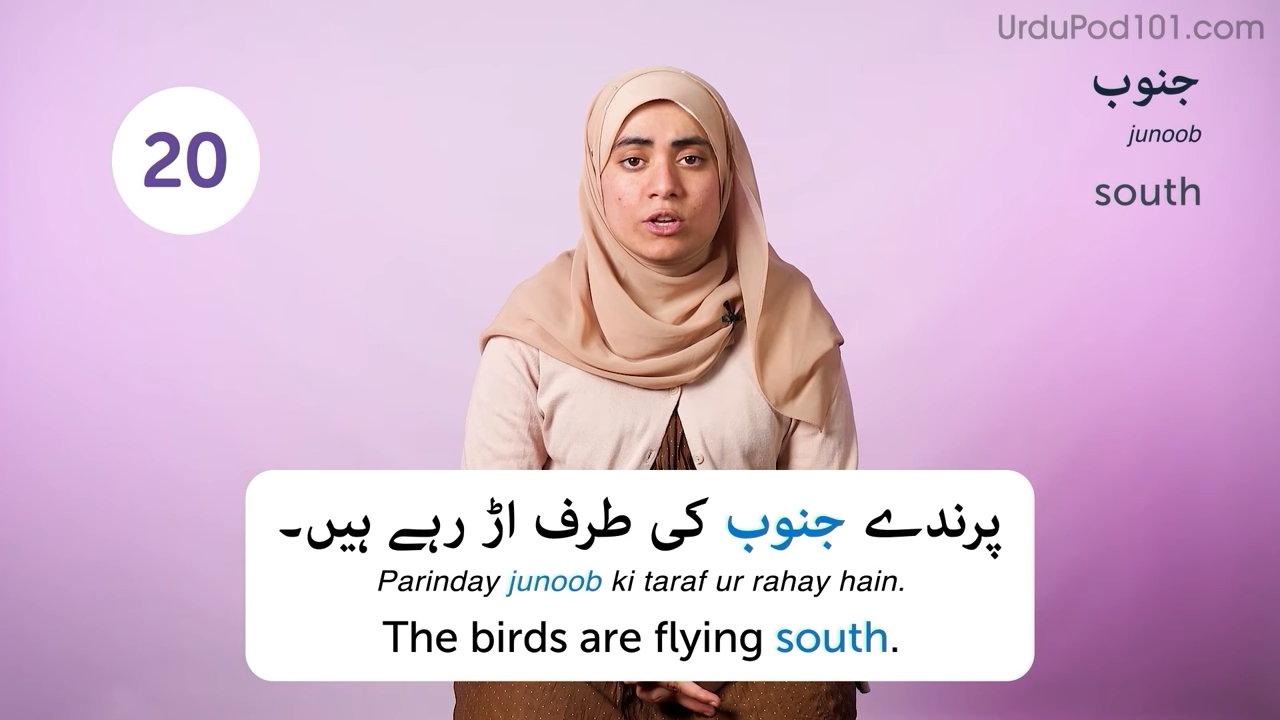 UrduPod101.com
20
جنوب
junoob
south
پرندے جنوب کی طرف اڑ رہے ہیں۔
Parinday junoob ki taraf ur rahay hain.
The birds are flying south.